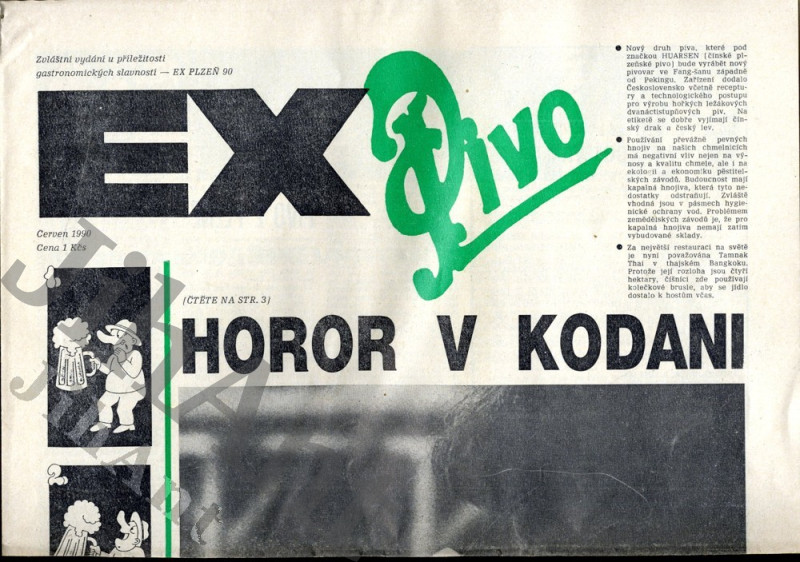 Zvláštní vydání u příležitosti
gastronomických slavností — EX PLZEŇ 90
EX Pivo
Červen 1990
Cena 1 Kčs
● Nový druh piva, které pod
značkou HUARSEN (čínské pl-
zeňské pivo) bude vyrábět nový
pivovar ve Fang-šanu západně
od Pekingu. Zařízení dodalo
Československo včetně receptu-
ry a technologického postupu
pro výrobu hořkých ležákových
dvanáctistupňových piv. Na
etiketě se dobře vyjímají čín-
ský drak a český lev.
● Používání převážně pevných
hnojiv na našich chmelnicích
má negativní vliv nejen na vý-
nosy a kvalitu chmele, ale i na
ekologii a ekonomiku pěstitel-
ských závodů. Budoucnost mají
kapalná hnojiva, která tyto ne-
dostatky odstraňují. Zvláště
vhodná jsou v pásmech hygie-
nické ochrany vod. Problémem
zemědělských závodů je, že pro
kapalná hnojiva nemají zatím
vybudované sklady.
● Za největší restauraci na světě
je nyní považována Tamnak
Thai v thajském Bangkoku.
Protože její rozloha jsou čtyři
hektary, číšníci zde používají
kolečkové brusle, aby se jídlo
dostalo k hostům včas.
(ČTĚTE NA STR. 3)
HOROR V KODANI
JihAnt
JihAnt